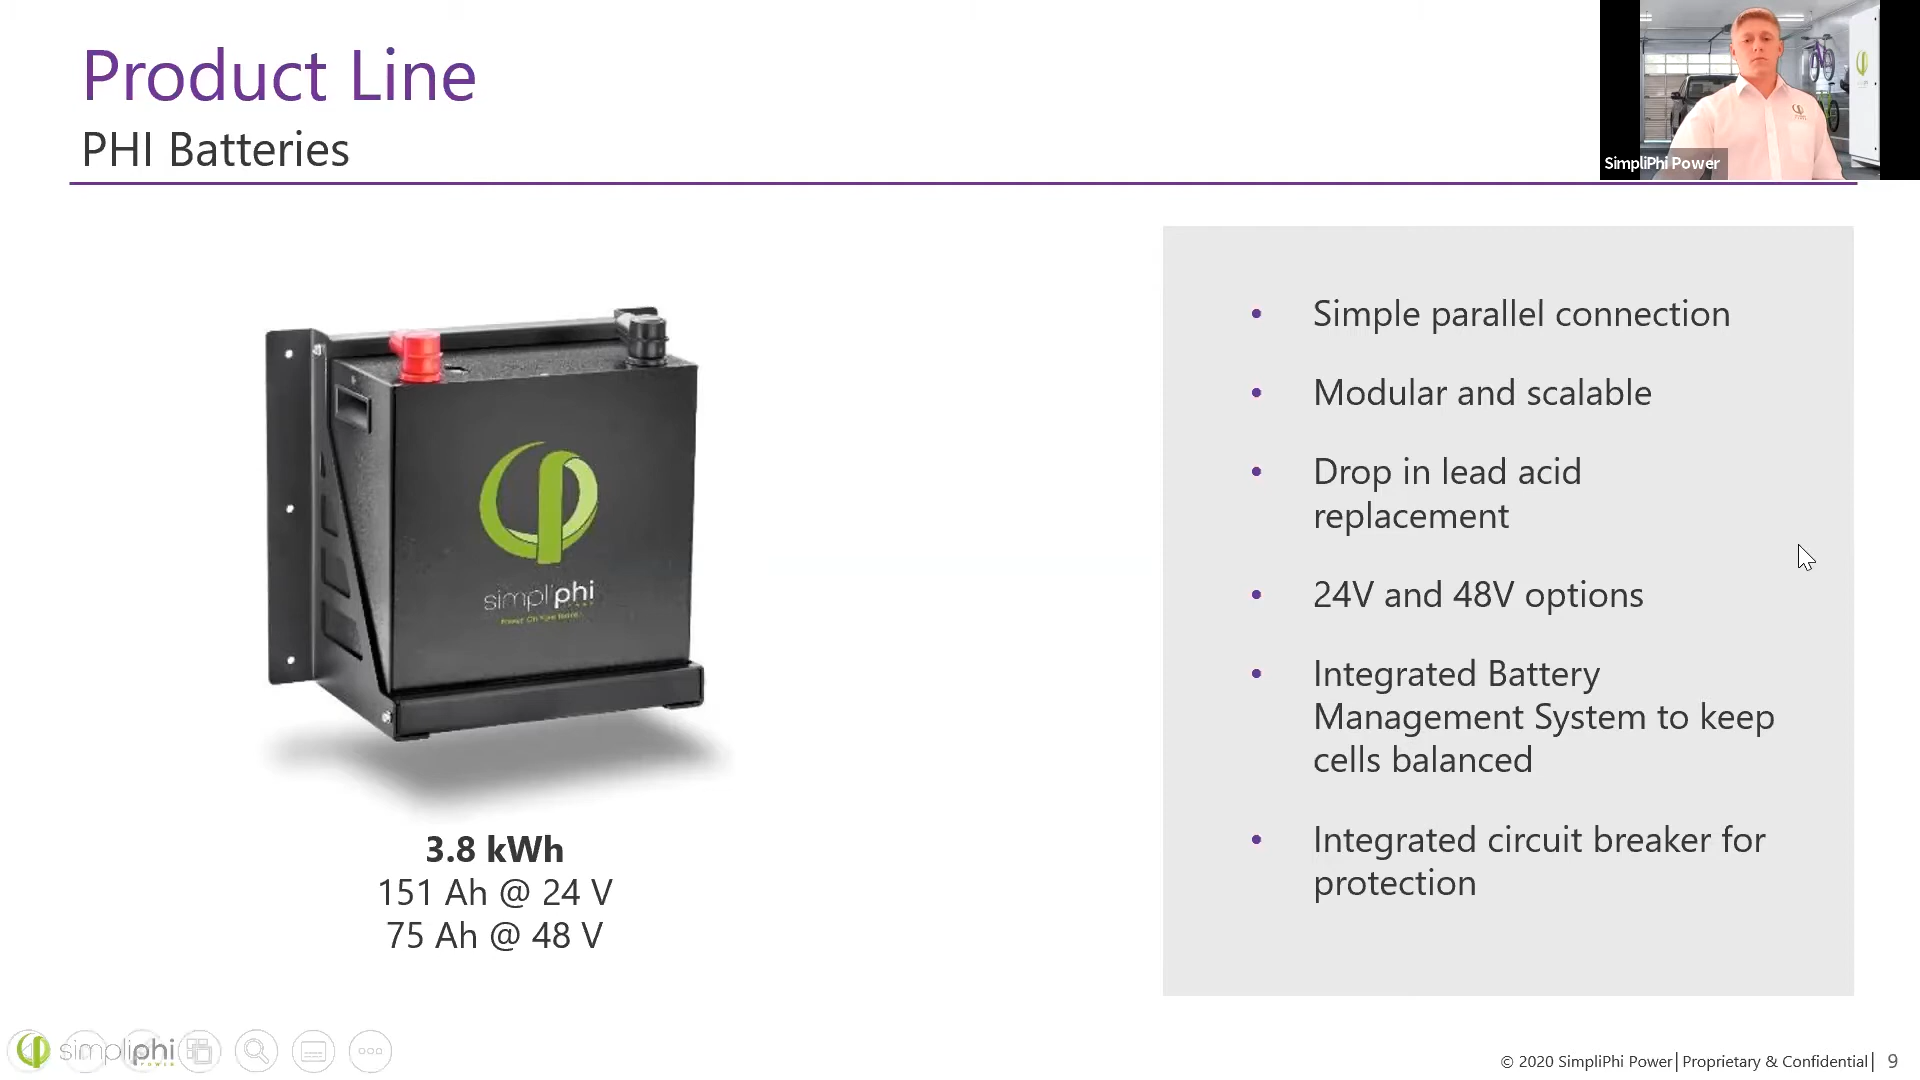 Product Line
PHI Batteries
SimpliPhi Power
simpliphi
3.8 kWh
151 Ah @ 24 V
75 Ah @ 48 V
• Simple parallel connection
• Modular and scalable
• Drop in lead acid
replacement
• 24V and 48V options
• Integrated Battery
Management System to keep
cells balanced
• Integrated circuit breaker for
protection
simpliphi
POWER
© 2020 SimpliPhi Power| Proprietary & Confidential| 9